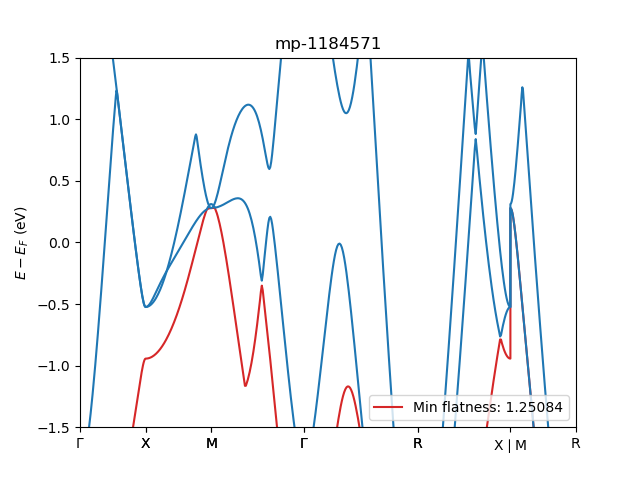 mp-1184571
E − E_F (eV)
1.5
1.0
0.5
0.0
−0.5
−1.0
−1.5
Min flatness: 1.25084
Γ X M Γ R X | M R